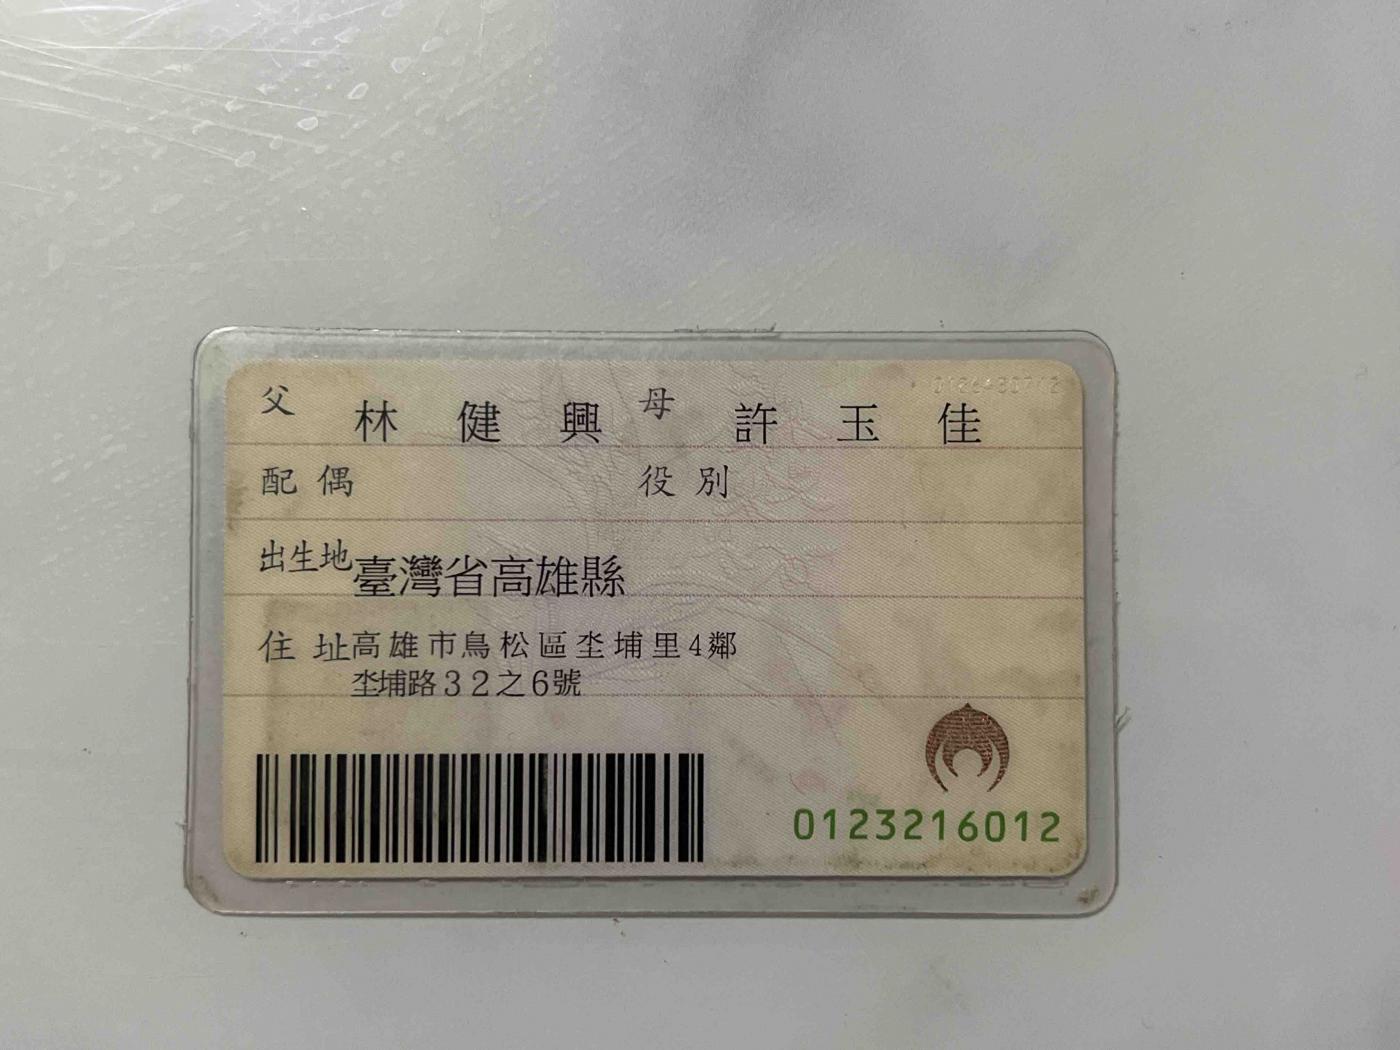 父 林健興 母 許玉佳
配偶 役別
出生地 臺灣省高雄縣
住址 高雄市鳥松區坔埔里4鄰
坔埔路32之6號
0123216012